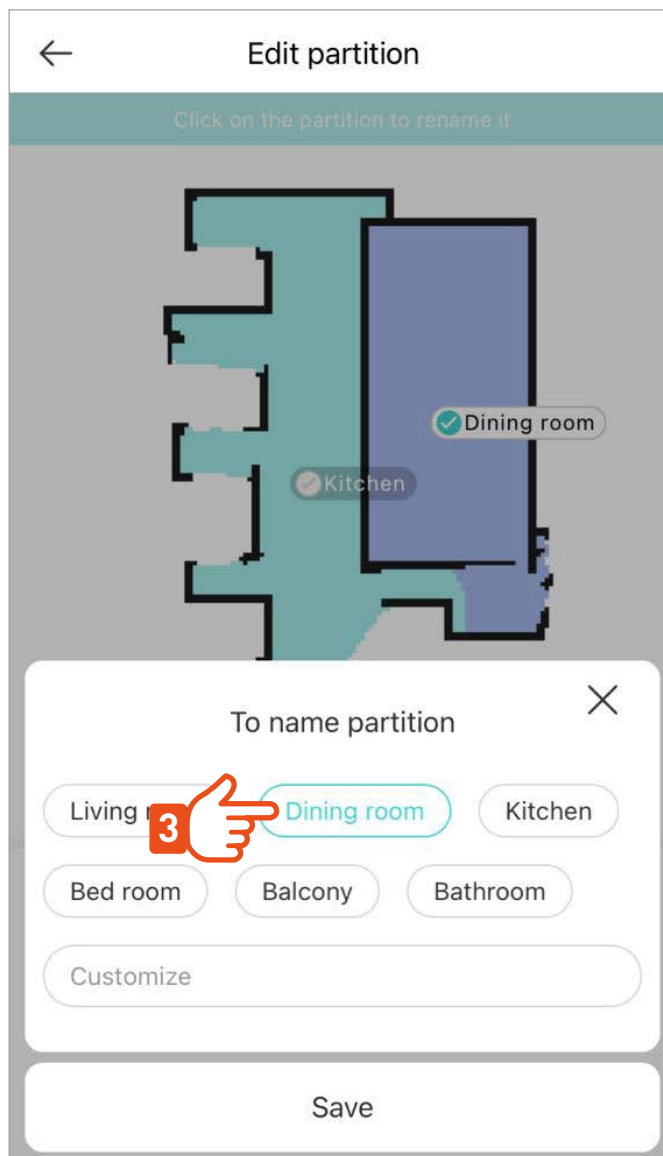 Edit partition
Click on the partition to rename it
Dining room
Kitchen
To name partition
Living r
3
Dining room
Kitchen
Bed room
Balcony
Bathroom
Customize
Save